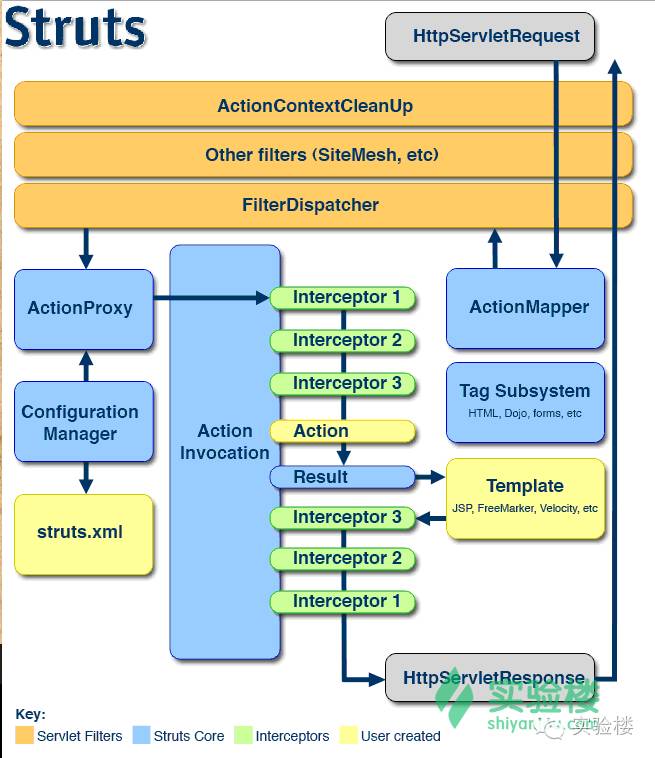 Struts
HttpServletRequest
ActionContextCleanUp
Other filters (SiteMesh, etc)
FilterDispatcher
ActionProxy
Interceptor 1
ActionMapper
Interceptor 2
Interceptor 3
Tag Subsystem
HTML, Dojo, forms, etc
Configuration
Manager
Action
Invocation
Action
Result
Template
JSP, FreeMarker, Velocity, etc
struts.xml
Interceptor 3
Interceptor 2
Interceptor 1
HttpServletResponse
实验楼
shiyanlou.com
实验楼
Key:
Servlet Filters
Struts Core
Interceptors
User created